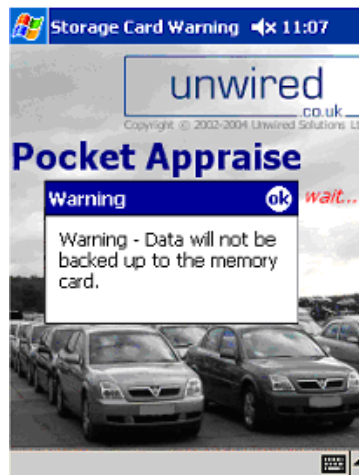 Storage Card Warning 11:07
unwired
.co.uk
Copyright © 2002-2004 Unwired Solutions
Pocket Appraise
Warning ok
wait...
Warning - Data will not be
backed up to the memory
card.